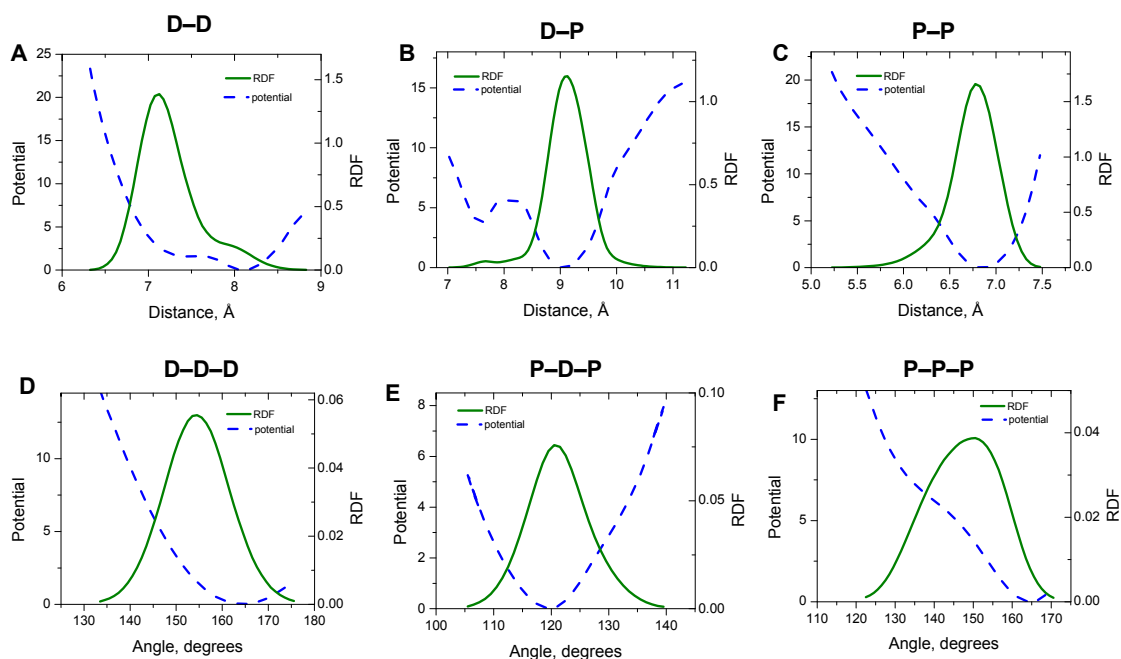 D–D
D–P
P–P
A
25
20
15
10
5
0
Potential
RDF
potential
1.5
1.0
0.5
0.0
RDF
6 7 8 9
Distance, Å
B
15
10
5
0
Potential
RDF
potential
1.0
0.5
0.0
RDF
7 8 9 10 11
Distance, Å
C
20
15
10
5
0
Potential
RDF
potential
1.5
1.0
0.5
0.0
RDF
5.0 5.5 6.0 6.5 7.0 7.5
Distance, Å
D–D–D
P–D–P
P–P–P
D
10
5
0
Potential
RDF
potential
0.06
0.04
0.02
0.00
RDF
130 140 150 160 170 180
Angle, degrees
E
8
6
4
2
0
Potential
RDF
potential
0.10
0.05
0.00
RDF
100 110 120 130 140
Angle, degrees
F
10
5
0
Potential
RDF
potential
0.04
0.02
0.00
RDF
110 120 130 140 150 160 170
Angle, degrees